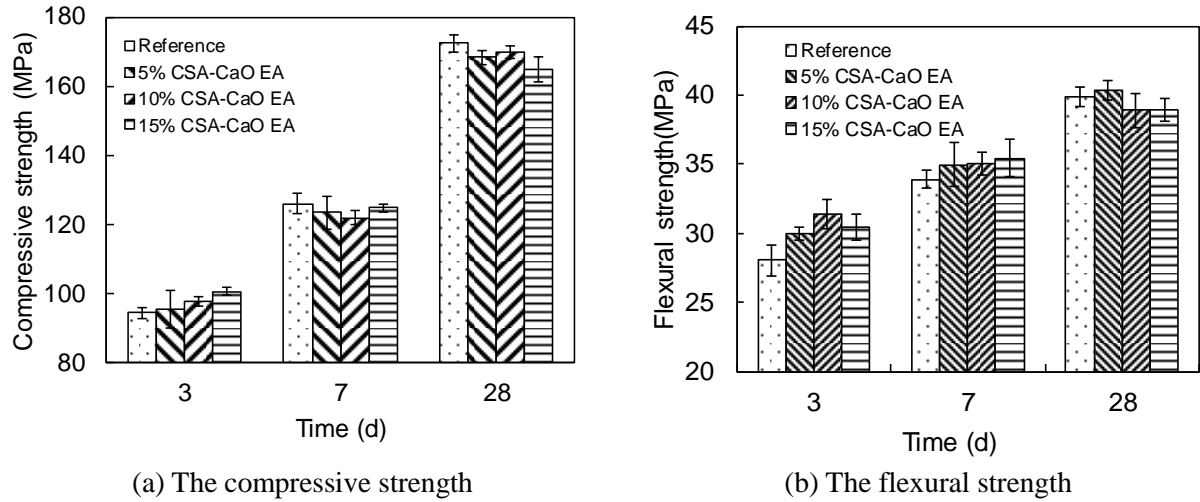 Compressive strength (MPa)
180
160
140
120
100
80
Reference
5% CSA-CaO EA
10% CSA-CaO EA
15% CSA-CaO EA
3 7 28
Time (d)
(a) The compressive strength
Flexural strength(MPa)
45
40
35
30
25
20
Reference
5% CSA-CaO EA
10% CSA-CaO EA
15% CSA-CaO EA
3 7 28
Time (d)
(b) The flexural strength